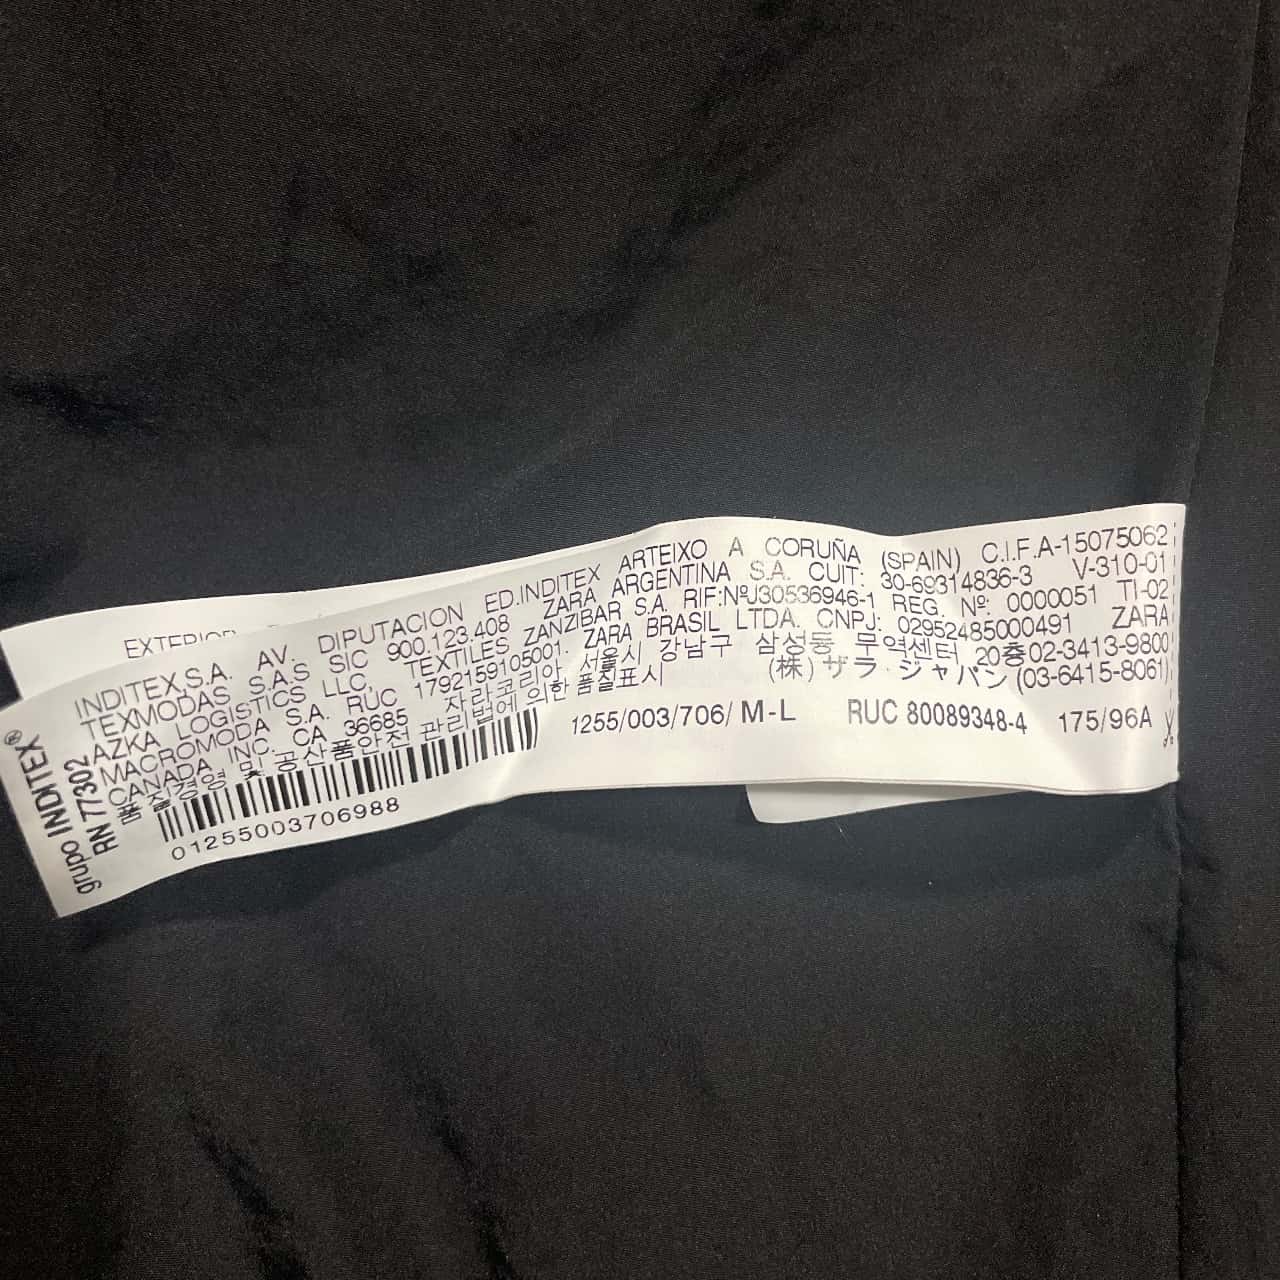 EXTERIOR
INDITEX,S.A. AV. DIPUTACION ED.INDITEX ARTEIXO A CORUÑA (SPAIN) C.I.F.A-15075062
TEXMODAS S.A.S SIC 900.123.408 ZARA ARGENTINA S.A. CUIT: 30-69314836-3 V-310-01
AZKA LOGISTICS LLC, TEXTILES ZANZIBAR S.A. RIF:NºJ30536946-1 REG. Nº: 0000051 TI-02
MACROMODA S.A. RUC 1792159105001. ZARA BRASIL LTDA. CNPJ: 02952485000491 ZARA
CANADA INC. CA 36685 자라코리아 서울시 강남구 삼성동 무역센터 20층02-3413-9800
품질경영 및 공산품안전 관리법에 의한 품질표시 (株) ザラ・ジャパン (03-6415-8061)
1255/003/706/ M-L RUC 80089348-4 175/96A
01255003706988
grupo INDITEX®
RN 77302